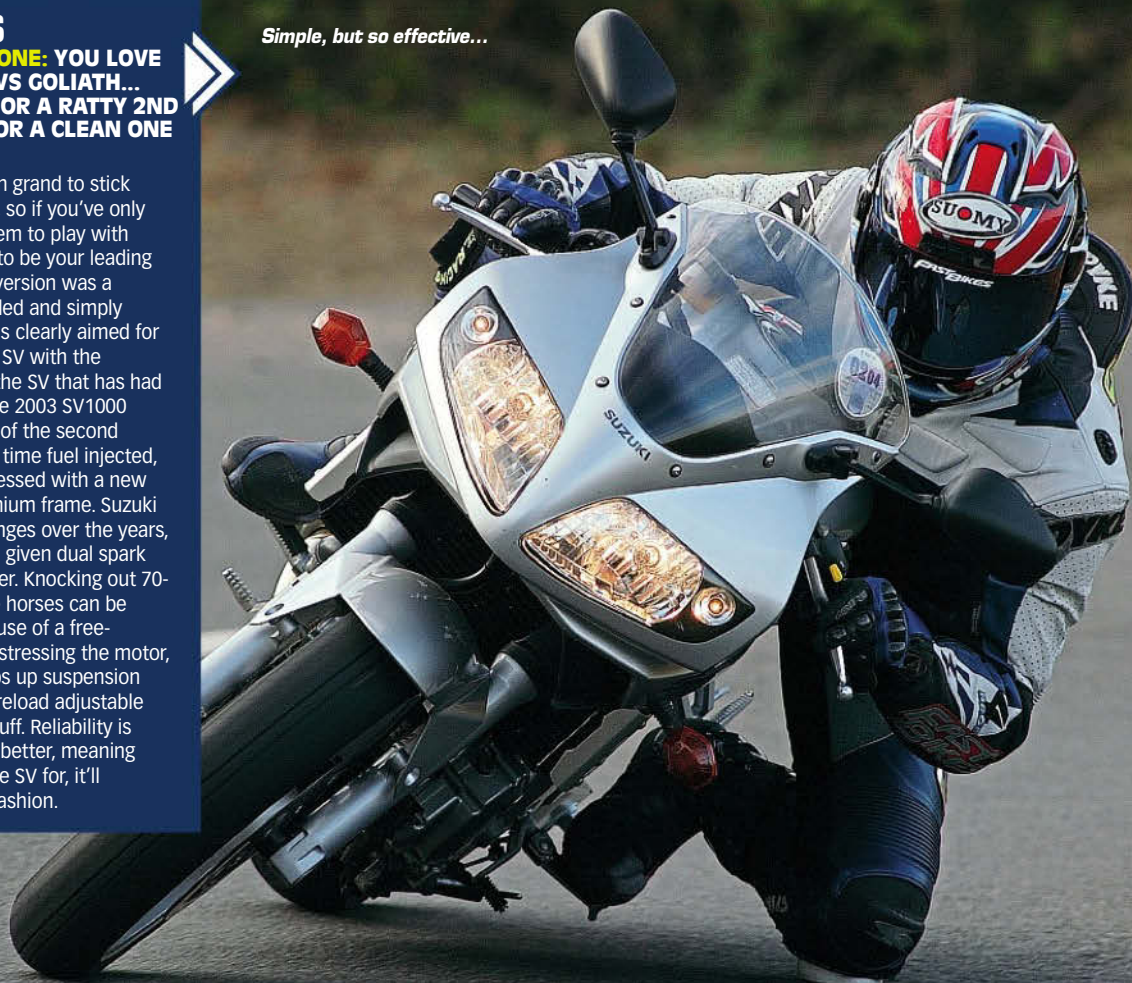 S
ONE: YOU LOVE
VS GOLIATH...
OR A RATTY 2ND
OR A CLEAN ONE
n grand to stick
so if you've only
em to play with
to be your leading
version was a
led and simply
s clearly aimed for
SV with the
the SV that has had
e 2003 SV1000
of the second
time fuel injected,
essed with a new
nium frame. Suzuki
nges over the years,
given dual spark
er. Knocking out 70-
horses can be
use of a free-
stressing the motor,
os up suspension
reload adjustable
uff. Reliability is
better, meaning
e SV for, it'll
ashion.
Simple, but so effective...
SUOMY
FAST BIKES
0204
SUZUKI